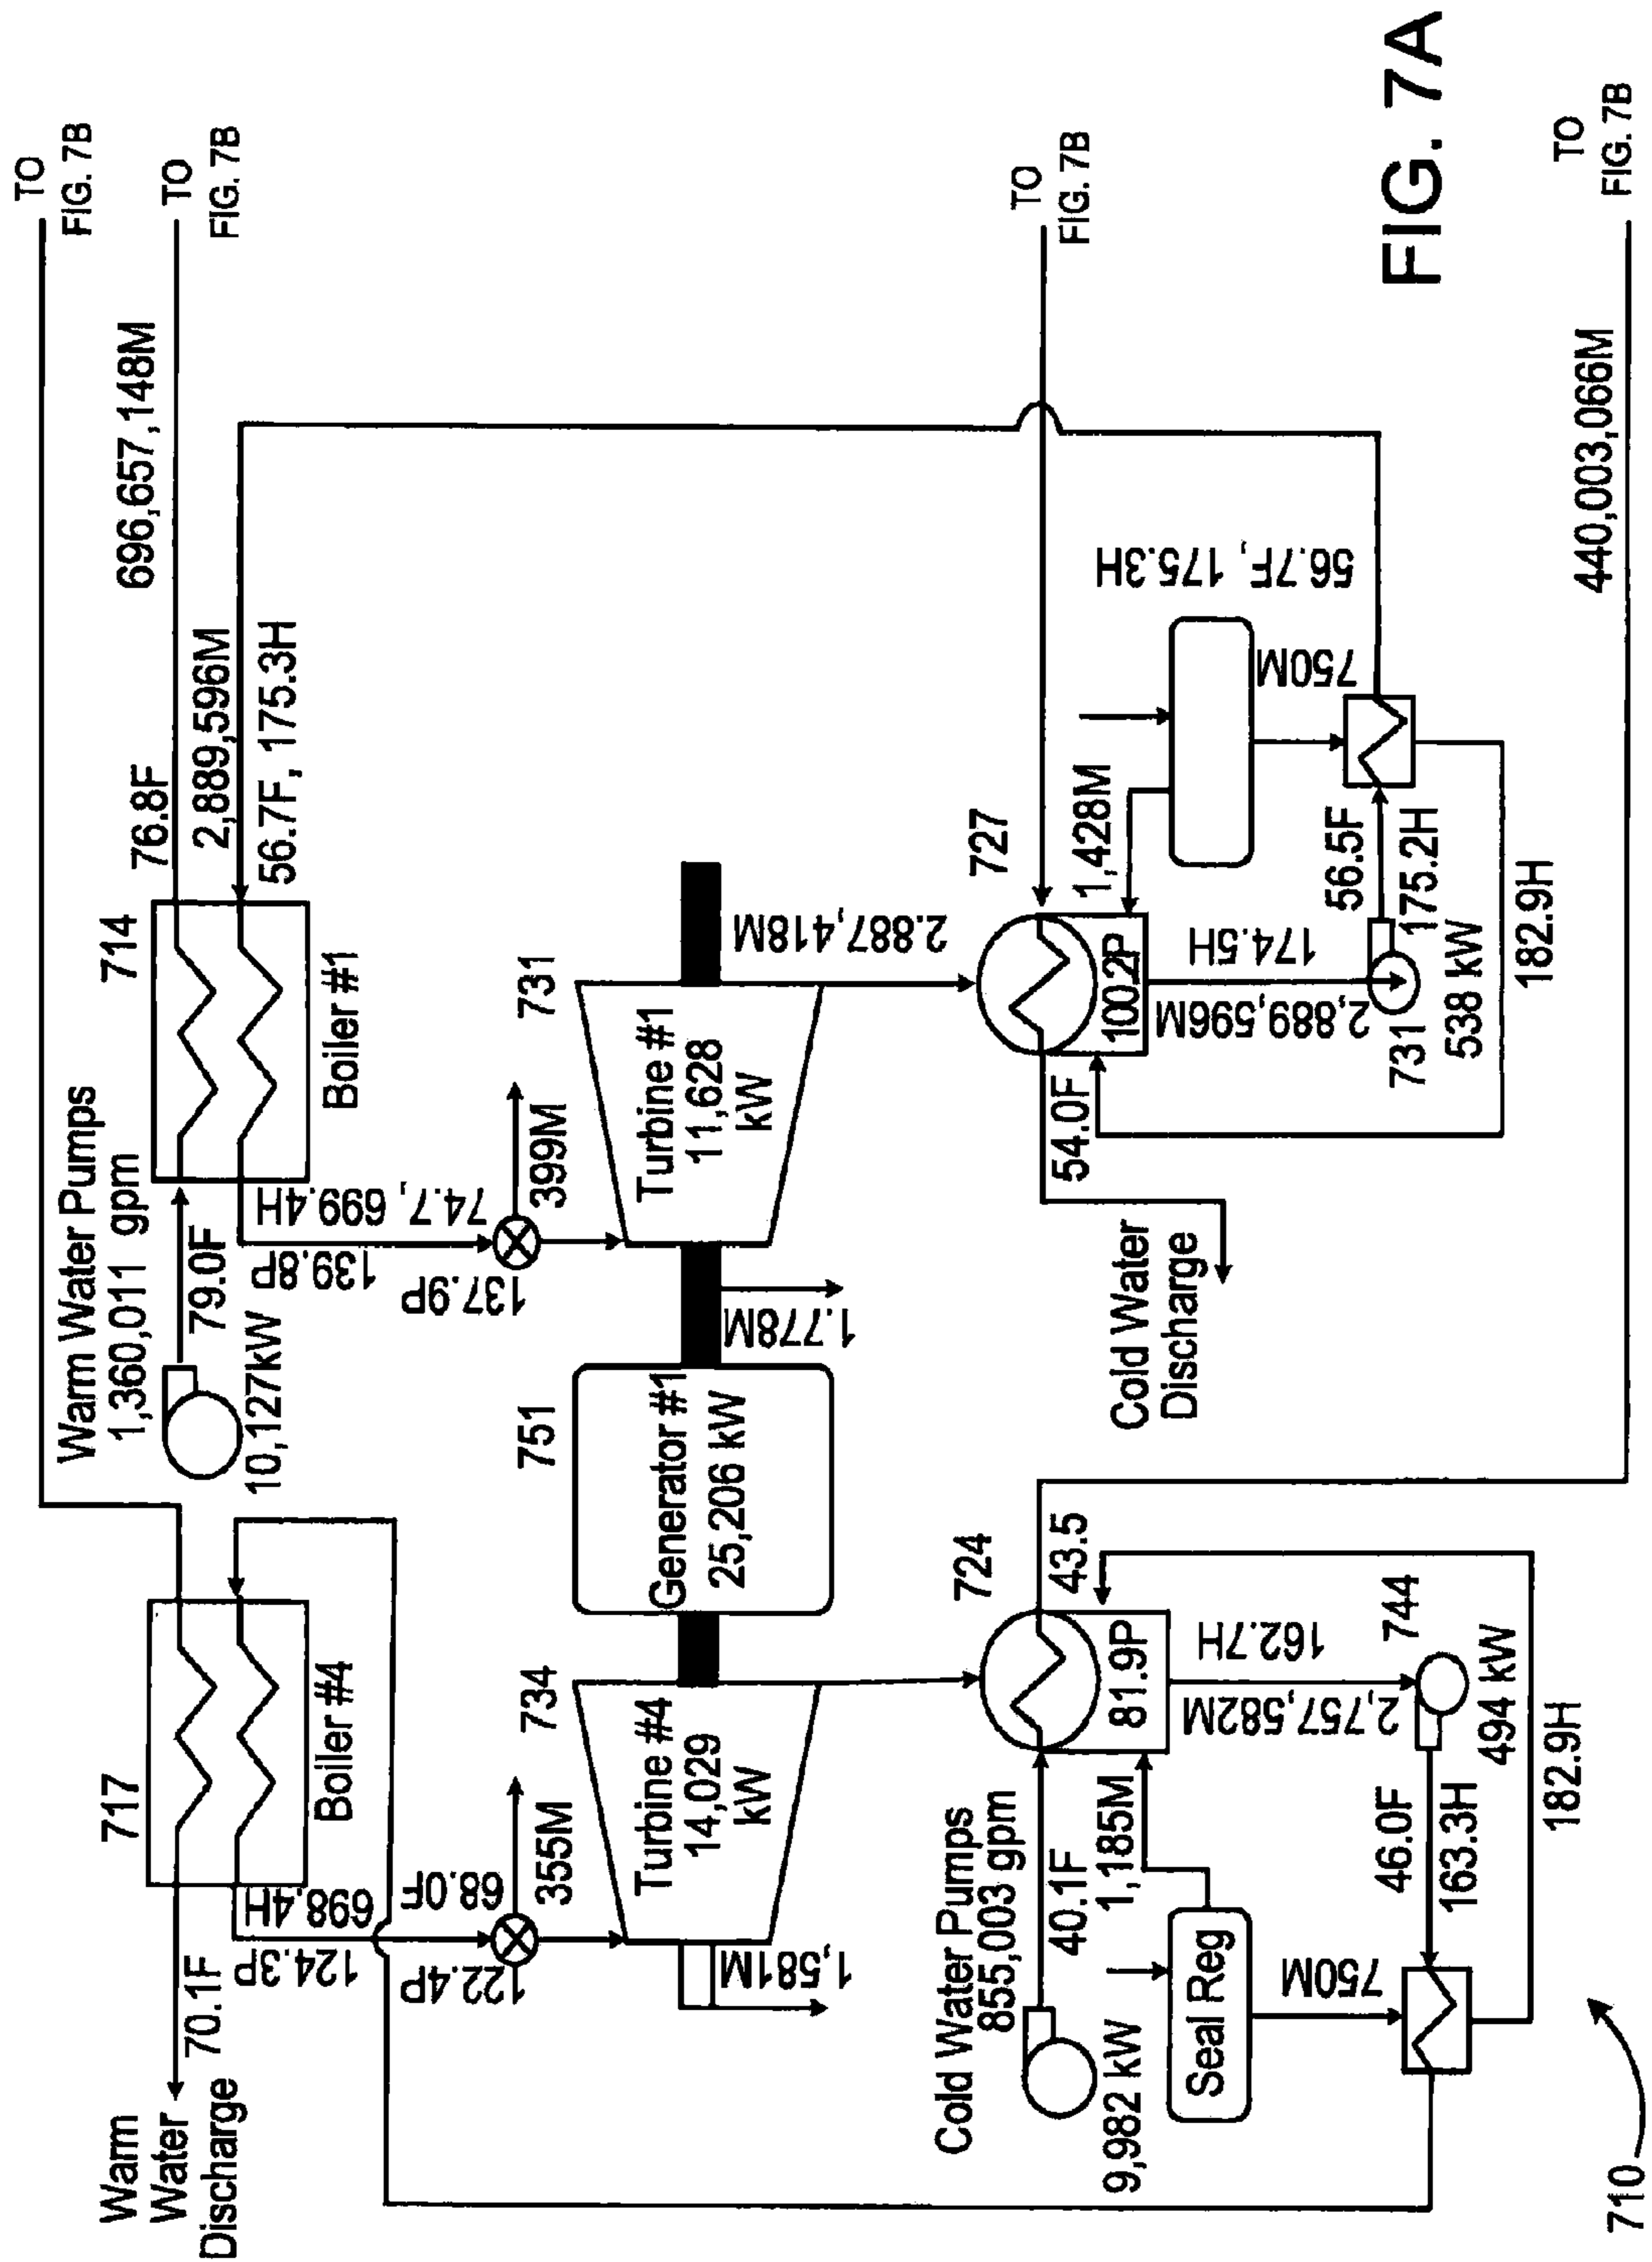 TO
FIG. 7B
696,657,148M
TO
FIG. 7B
Warm Water Pumps
1,360,011 gpm
79.0F
10,127kW
714
76.8F
2,889,596M
56.7F, 175.3H
Boiler #1
139.8P
74.7, 699.4H
137.9P
399M
Warm
Water
Discharge
70.1F
717
Boiler #4
124.3P
698.4H
22.4P
68.0F
355M
734
Turbine #4
14,029
kW
1,581M
751
Generator #1
25,206 kW
1.778M
731
Turbine #1
11,628
kW
2.887,418M
TO
FIG. 7B
Cold Water Pumps
855,003 gpm
40.1F
9,982 kW
1,185M
Seal Reg
750M
724
43.5
81.9P
2,757,582M
162.7H
744
494 kW
46.0F
163.3H
182.9H
Cold Water
Discharge
54.0F
727
100.2P
1,428M
2,889,596M
174.5H
731
538 kW
56.5F
175.2H
182.9H
750M
56.7F, 175.3H
440,003,066M
TO
FIG. 7B
710
FIG. 7A